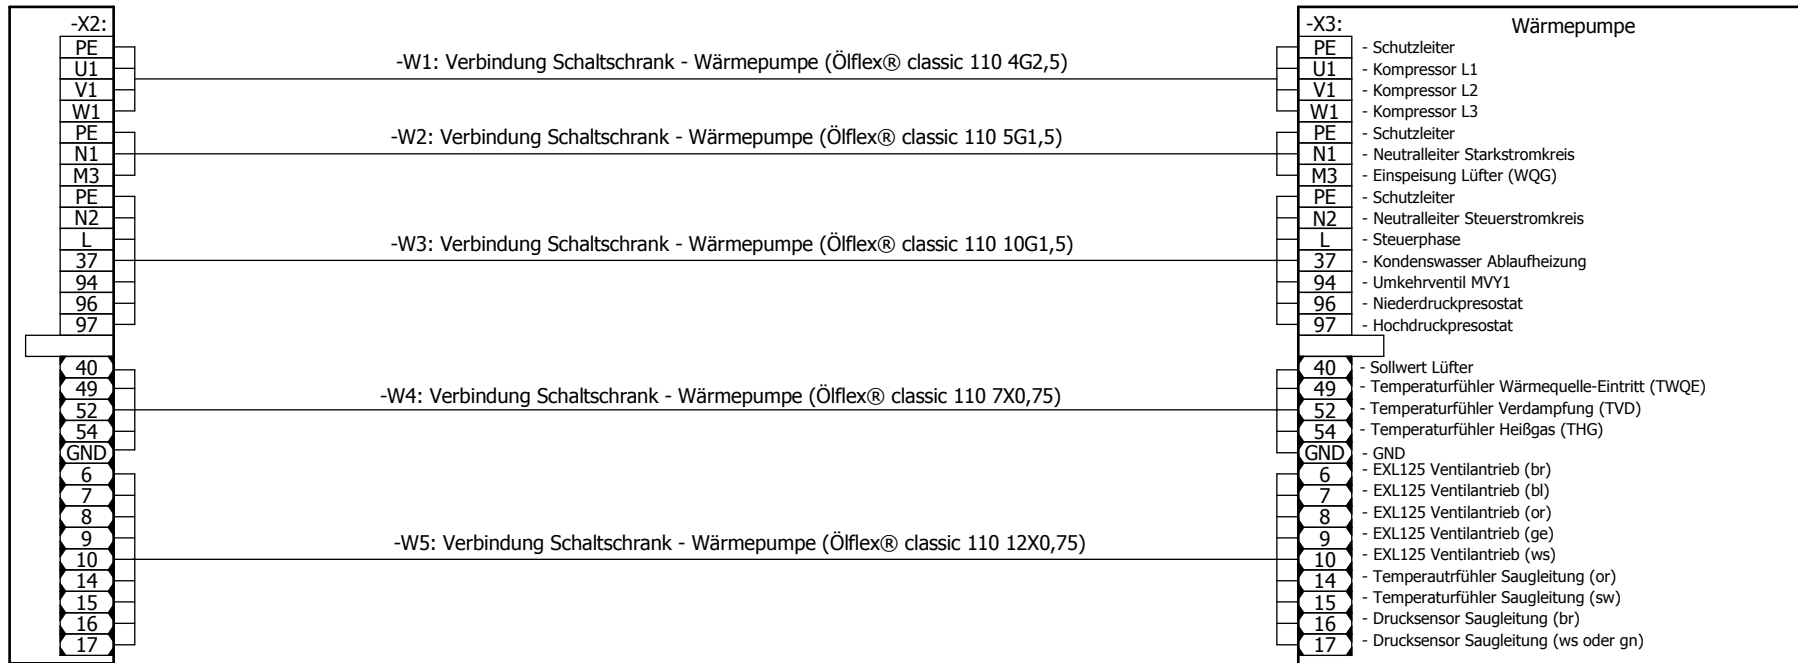 -X2:
PE
U1
V1
W1
PE
N1
M3
PE
N2
L
37
94
96
97
40
49
52
54
GND
6
7
8
9
10
14
15
16
17
-W1: Verbindung Schaltschrank - Wärmepumpe (Ölflex® classic 110 4G2,5)
-W2: Verbindung Schaltschrank - Wärmepumpe (Ölflex® classic 110 5G1,5)
-W3: Verbindung Schaltschrank - Wärmepumpe (Ölflex® classic 110 10G1,5)
-W4: Verbindung Schaltschrank - Wärmepumpe (Ölflex® classic 110 7X0,75)
-W5: Verbindung Schaltschrank - Wärmepumpe (Ölflex® classic 110 12X0,75)
-X3: Wärmepumpe
PE - Schutzleiter
U1 - Kompressor L1
V1 - Kompressor L2
W1 - Kompressor L3
PE - Schutzleiter
N1 - Neutralleiter Starkstromkreis
M3 - Einspeisung Lüfter (WQG)
PE - Schutzleiter
N2 - Neutralleiter Steuerstromkreis
L - Steuerphase
37 - Kondenswasser Ablaufheizung
94 - Umkehrventil MVY1
96 - Niederdruckpresostat
97 - Hochdruckpresostat
40 - Sollwert Lüfter
49 - Temperaturfühler Wärmequelle-Eintritt (TWQE)
52 - Temperaturfühler Verdampfung (TVD)
54 - Temperaturfühler Heißgas (THG)
GND - GND
6 - EXL125 Ventilantrieb (br)
7 - EXL125 Ventilantrieb (bl)
8 - EXL125 Ventilantrieb (or)
9 - EXL125 Ventilantrieb (ge)
10 - EXL125 Ventilantrieb (ws)
14 - Temperautrfühler Saugleitung (or)
15 - Temperaturfühler Saugleitung (sw)
16 - Drucksensor Saugleitung (br)
17 - Drucksensor Saugleitung (ws oder gn)